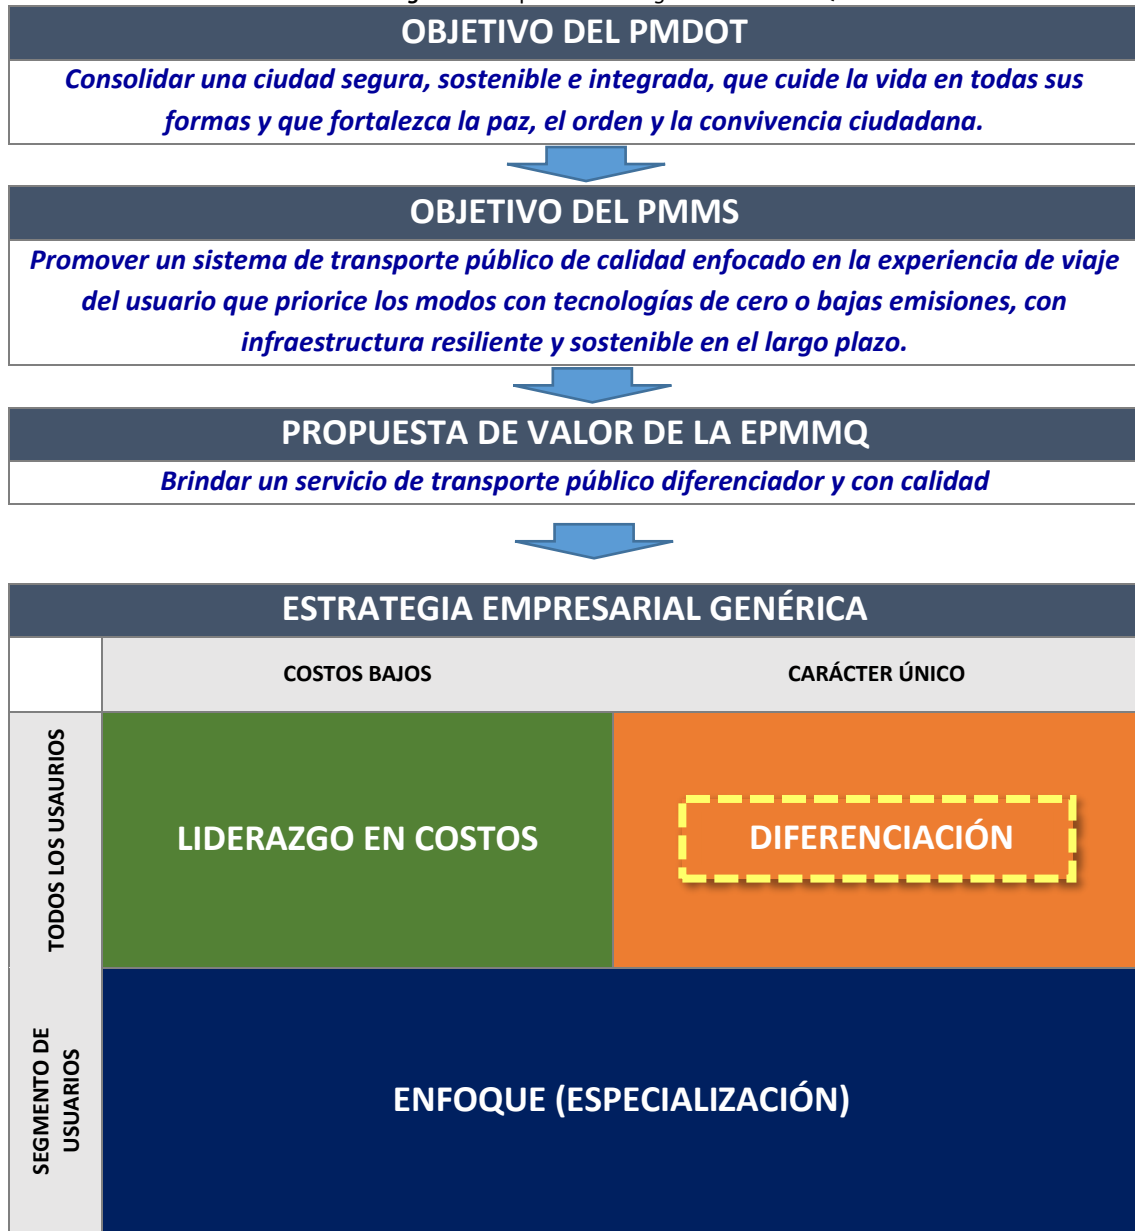 OBJETIVO DEL PMDOT
Consolidar una ciudad segura, sostenible e integrada, que cuide la vida en todas sus
formas y que fortalezca la paz, el orden y la convivencia ciudadana.
OBJETIVO DEL PMMS
Promover un sistema de transporte público de calidad enfocado en la experiencia de viaje
del usuario que priorice los modos con tecnologías de cero o bajas emisiones, con
infraestructura resiliente y sostenible en el largo plazo.
PROPUESTA DE VALOR DE LA EPMMQ
Brindar un servicio de transporte público diferenciador y con calidad
ESTRATEGIA EMPRESARIAL GENÉRICA
COSTOS BAJOS
CARÁCTER ÚNICO
TODOS LOS USAURIOS
LIDERAZGO EN COSTOS
DIFERENCIACIÓN
SEGMENTO DE
USUARIOS
ENFOQUE (ESPECIALIZACIÓN)